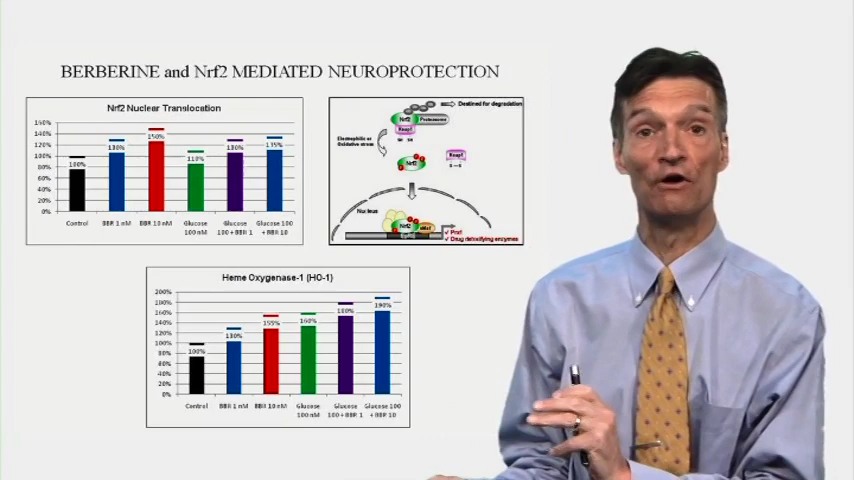 BERBERINE and Nrf2 MEDIATED NEUROPROTECTION
Nrf2 Nuclear Translocation
160%
140%
120%
100%
80%
60%
40%
20%
0%
100%
130%
150%
110%
130%
135%
Control
BBR 1 nM
BBR 10 nM
Glucose
100 nM
Glucose
100 + BBR 1
Glucose 100
+ BBR 10
Nrf2
Proteasome
Destined for degradation
Keap1
Electrophilic or
Oxidative stress
Nrf2
Keap1
S—S
Nucleus
Nrf2
✓ Prx1
✓ Drug detoxifying enzymes
Heme Oxygenase-1 (HO-1)
200%
180%
160%
140%
120%
100%
80%
60%
40%
20%
0%
100%
130%
155%
160%
180%
190%
Control
BBR 1 nM
BBR 10 nM
Glucose
100 nM
Glucose
100 + BBR 1
Glucose 100
+ BBR 10